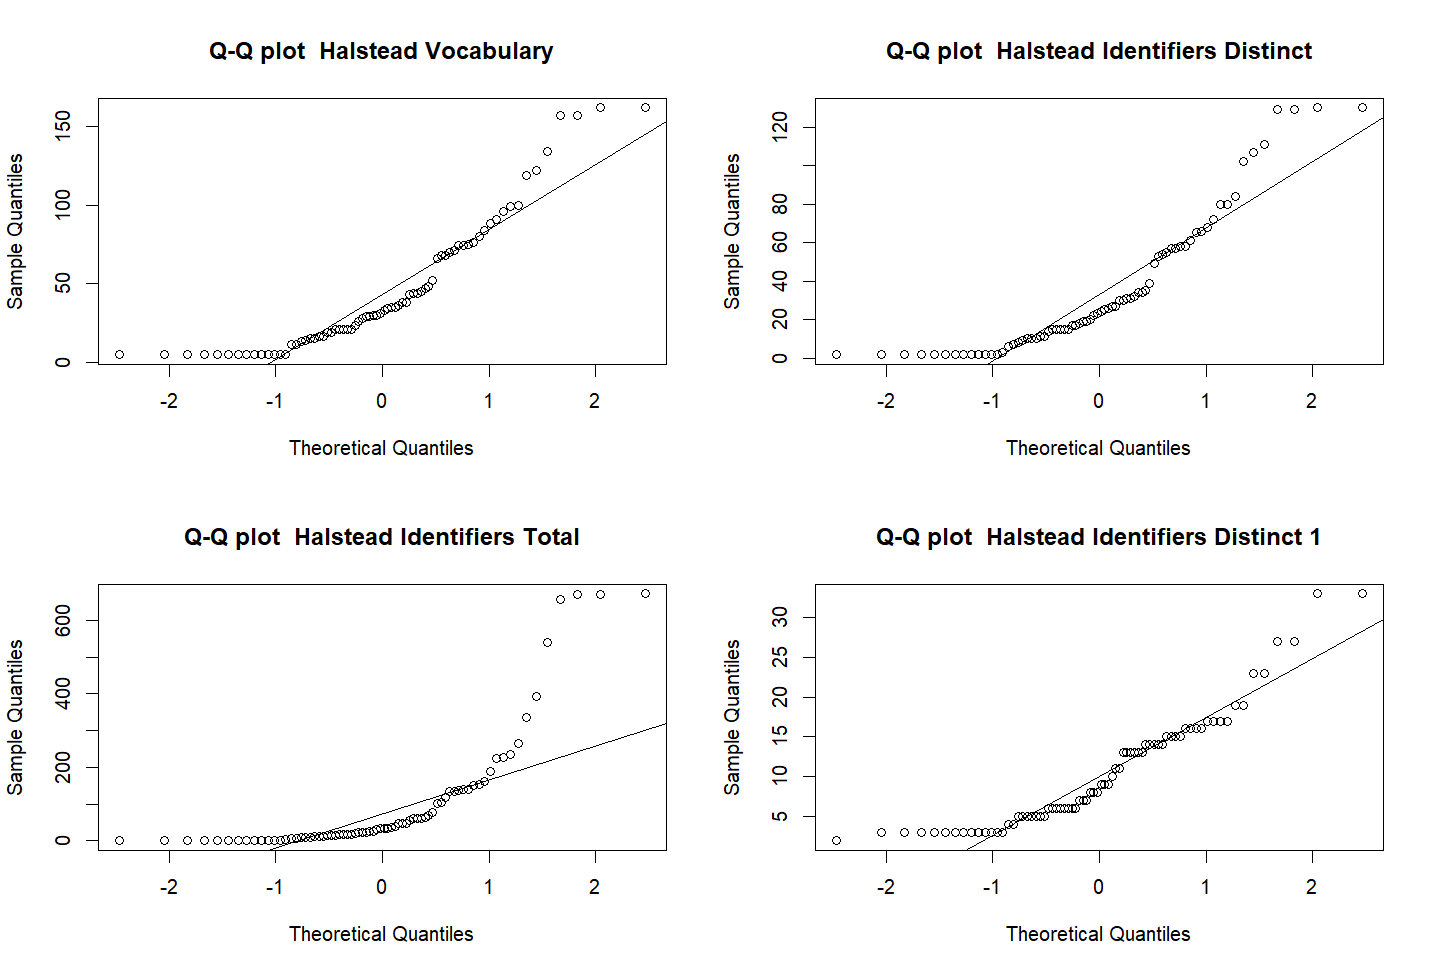 Q-Q plot  Halstead Vocabulary
Sample Quantiles
150
100
50
0
-2 -1 0 1 2
Theoretical Quantiles
Q-Q plot  Halstead Identifiers Distinct
Sample Quantiles
120
80
60
40
20
0
-2 -1 0 1 2
Theoretical Quantiles
Q-Q plot  Halstead Identifiers Total
Sample Quantiles
600
400
200
0
-2 -1 0 1 2
Theoretical Quantiles
Q-Q plot  Halstead Identifiers Distinct 1
Sample Quantiles
30
25
20
15
10
5
-2 -1 0 1 2
Theoretical Quantiles